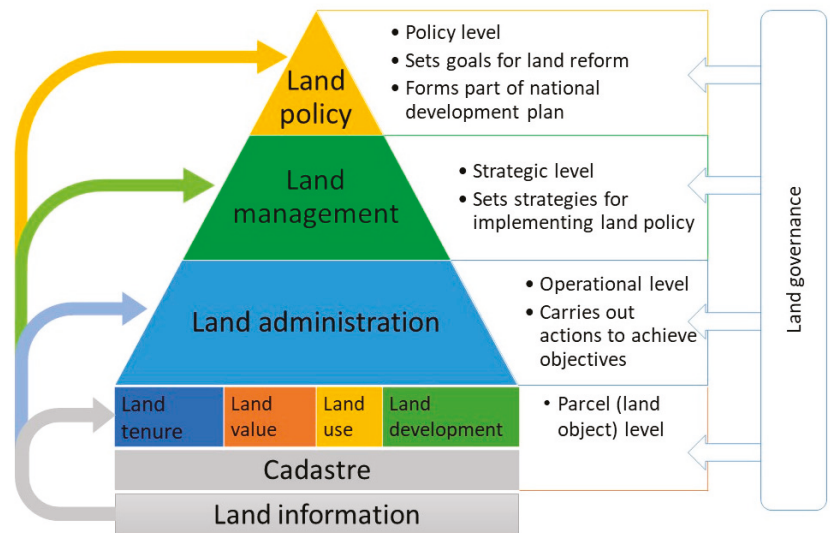 Land
policy
• Policy level
• Sets goals for land reform
• Forms part of national
development plan
Land
management
• Strategic level
• Sets strategies for
implementing land policy
Land administration
• Operational level
• Carries out
actions to achieve
objectives
Land
tenure
Land
value
Land
use
Land
development
• Parcel (land
object) level
Cadastre
Land information
Land governance